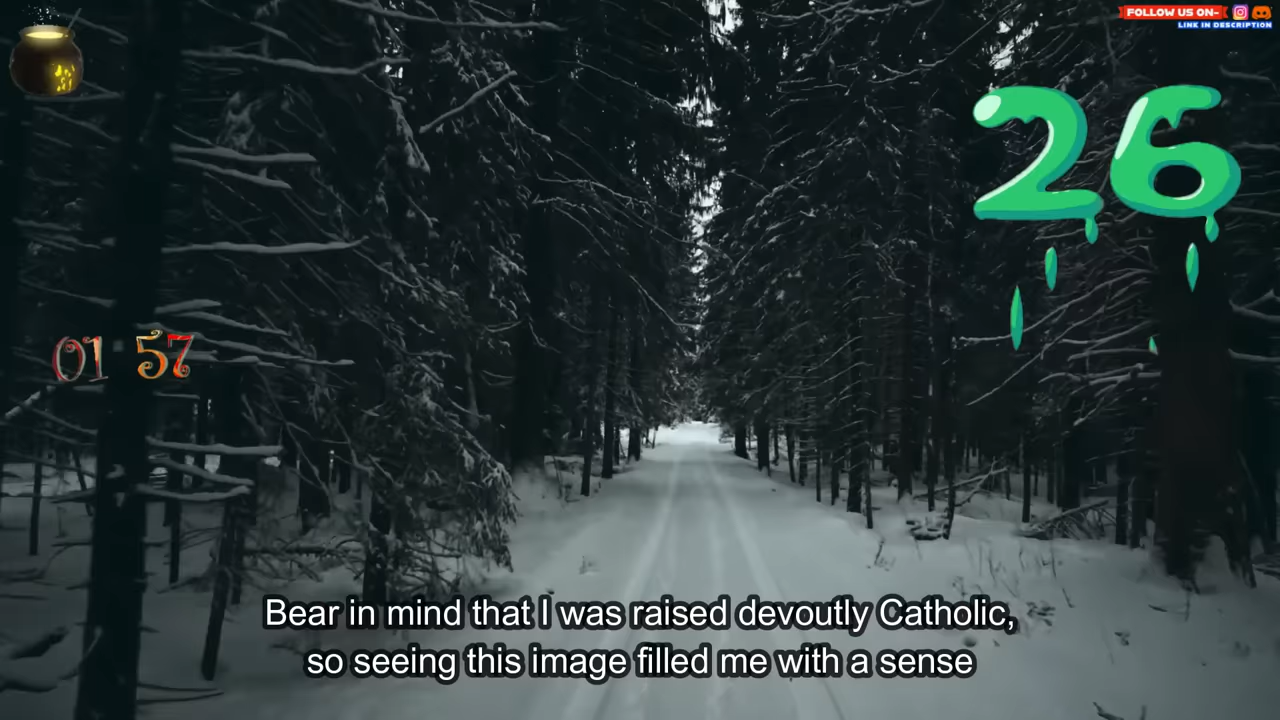 FOLLOW US ON-
LINK IN DESCRIPTION
26
01:57
Bear in mind that I was raised devoutly Catholic,
so seeing this image filled me with a sense